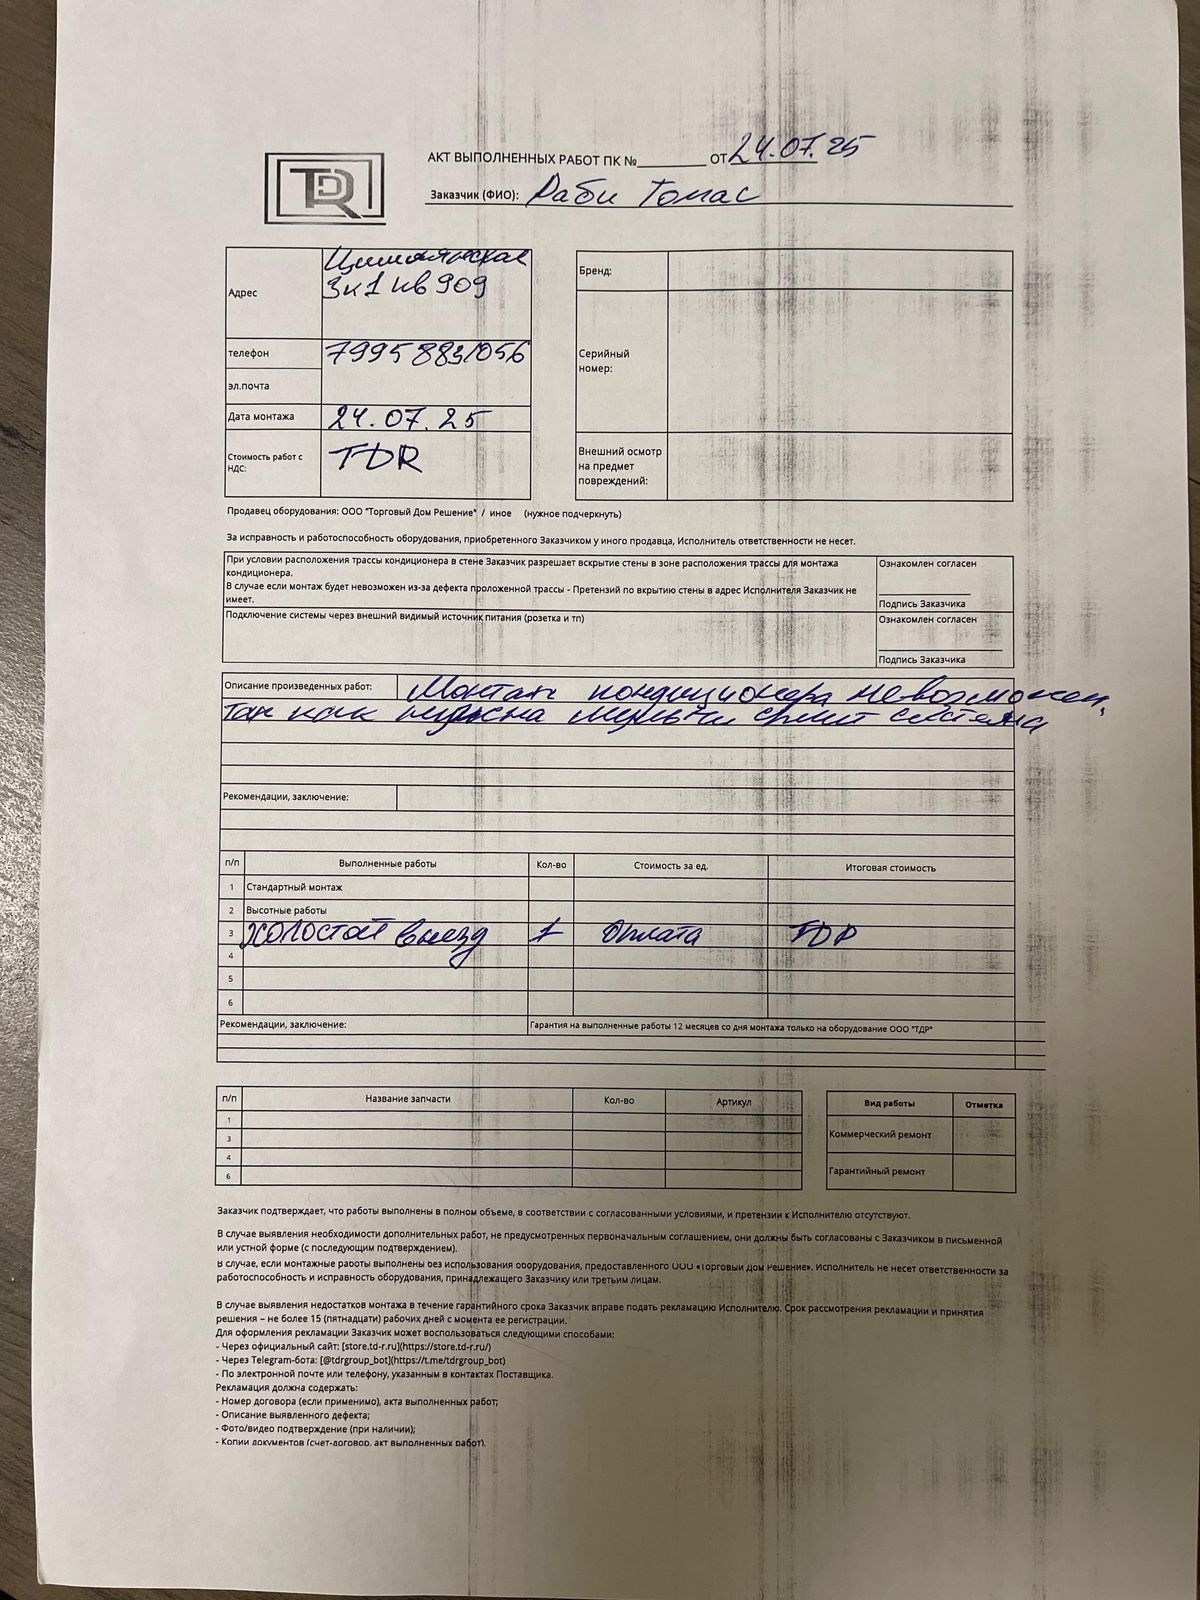 TDR
АКТ ВЫПОЛНЕННЫХ РАБОТ ПК №_________ ОТ 24.07.25
Заказчик (ФИО): Раби Томас
Адрес
Цимлянская
3к1 кв 909
телефон
7995 8831056
эл.почта
Дата монтажа 24.07.25
Стоимость работ с НДС: TDR
Бренд:
Серийный
номер:
Внешний осмотр
на предмет
повреждений:
Продавец оборудования: ООО "Торговый Дом Решение" / иное (нужное подчеркнуть)
За исправность и работоспособность оборудования, приобретенного Заказчиком у иного продавца, Исполнитель ответственности не несет.
При условии расположения трассы кондиционера в стене Заказчик разрешает вскрытие стены в зоне расположения трассы для монтажа
кондиционера.
В случае если монтаж будет невозможен из-за дефекта проложенной трассы - Претензий по вкрытию стены в адрес Исполнителя Заказчик не
имеет.
Ознакомлен согласен
Подпись Заказчика
Подключение системы через внешний видимый источник питания (розетка и тп)
Ознакомлен согласен
Подпись Заказчика
Описание произведенных работ: Монтаж кондиционера невозможен,
так как нужна мульти сплит система
Рекомендации, заключение:
п/п Выполненные работы Кол-во Стоимость за ед. Итоговая стоимость
1 Стандартный монтаж
2 Высотные работы
3 холостой выезд 1 Оплата TDR
4
5
6
Рекомендации, заключение: Гарантия на выполненные работы 12 месяцев со дня монтажа только на оборудование ООО "ТДР"
п/п Название запчасти Кол-во Артикул
1
3
4
6
Вид работы Отметка
Коммерческий ремонт
Гарантийный ремонт
Заказчик подтверждает, что работы выполнены в полном объеме, в соответствии с согласованными условиями, и претензии к Исполнителю отсутствуют.
В случае выявления необходимости дополнительных работ, не предусмотренных первоначальным соглашением, они должны быть согласованы с Заказчиком в письменной
или устной форме (с последующим подтверждением).
В случае, если монтажные работы выполнены без использования оборудования, предоставленного ООО «Торговый Дом Решение». Исполнитель не несет ответственности за
работоспособность и исправность оборудования, принадлежащего Заказчику или третьим лицам.
В случае выявления недостатков монтажа в течение гарантийного срока Заказчик вправе подать рекламацию Исполнителю. Срок рассмотрения рекламации и принятия
решения – не более 15 (пятнадцати) рабочих дней с момента ее регистрации.
Для оформления рекламации Заказчик может воспользоваться следующими способами:
- Через официальный сайт: [store.td-r.ru](https://store.td-r.ru/)
- Через Telegram-бота: [@tdrgroup_bot](https://t.me/tdrgroup_bot)
- По электронной почте или телефону, указанным в контактах Поставщика.
Рекламация должна содержать:
- Номер договора (если применимо), акта выполненных работ;
- Описание выявленного дефекта;
- Фото/видео подтверждение (при наличии);
- Копии документов (счет-договор, акт выполненных работ).